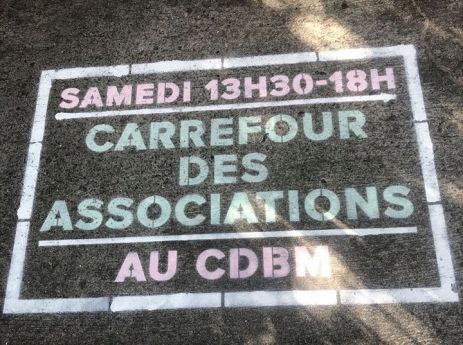 SAMEDI 13H30-18H
CARREFOUR
DES
ASSOCIATIONS
AU CDBM